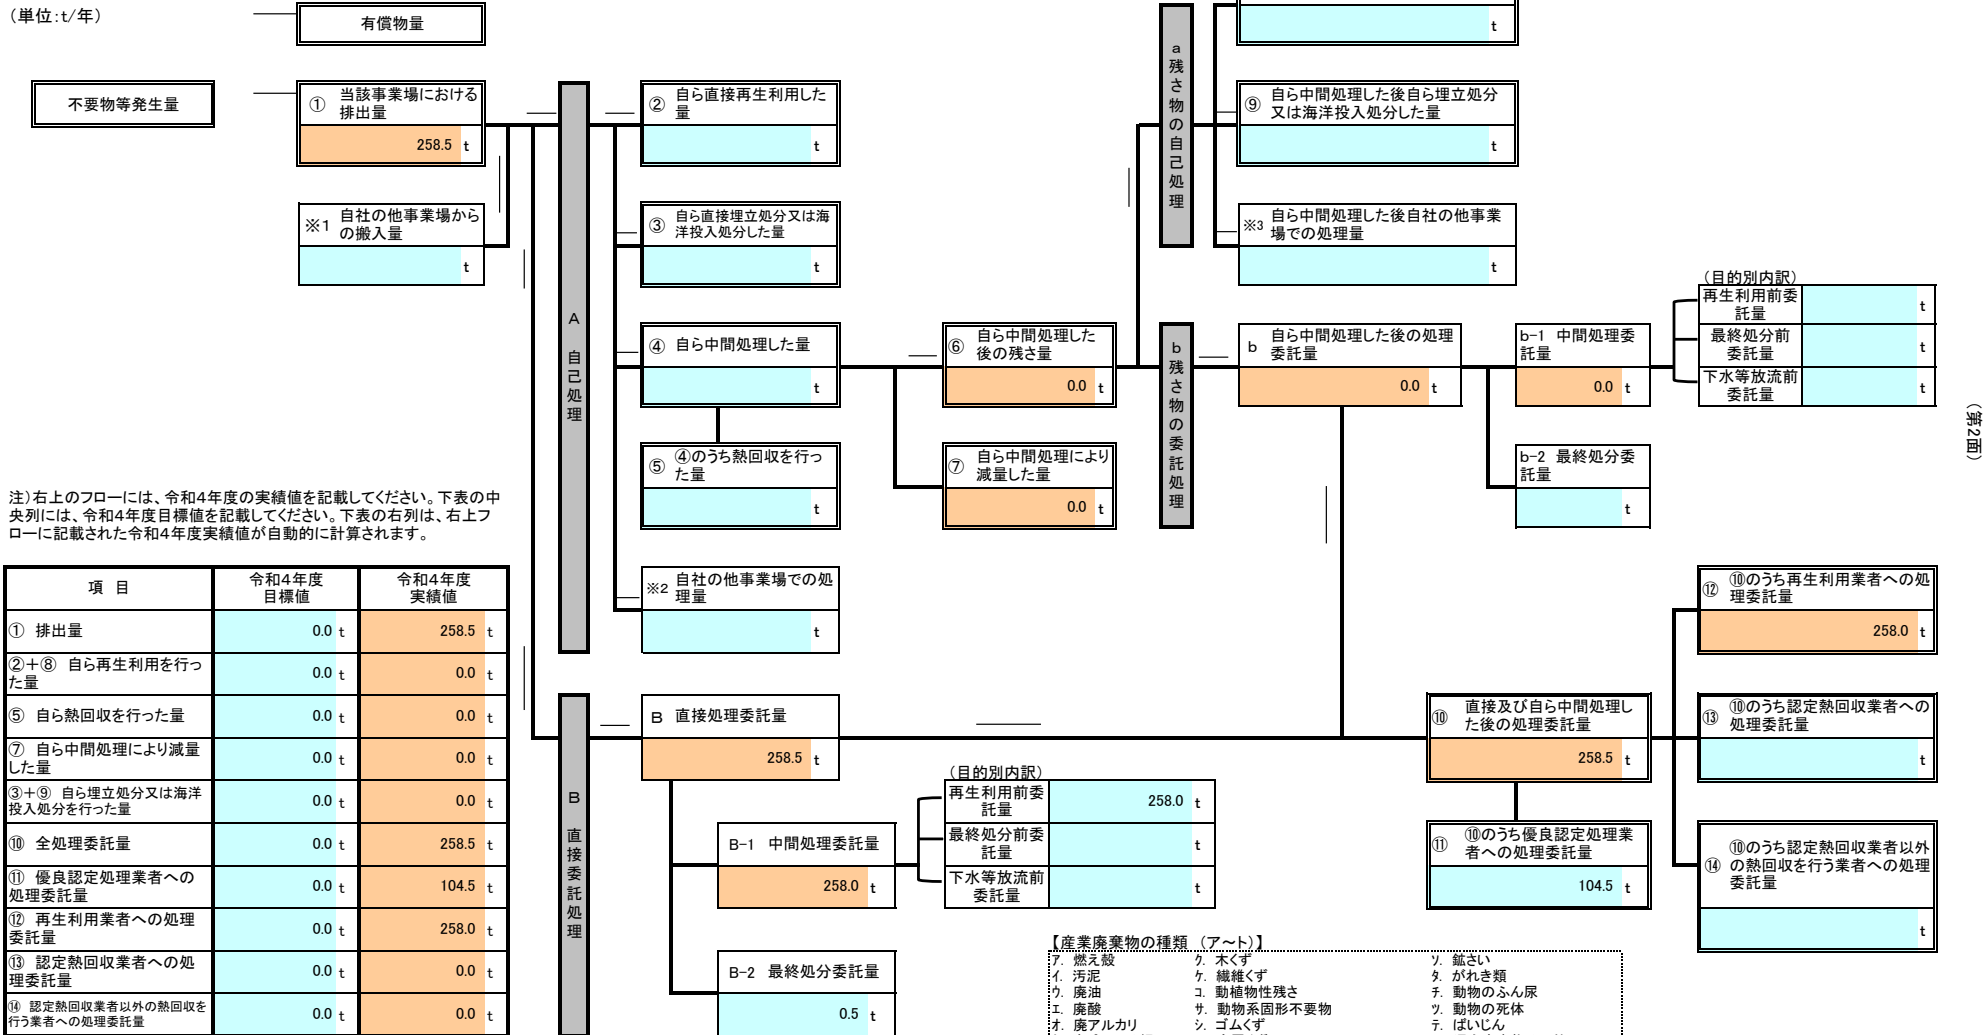 (単位:t/年)
有償物量
t
不要物等発生量
① 当該事業場における
排出量
258.5 t
② 自ら直接再生利用した
量
t
⑨ 自ら中間処理した後自ら埋立処分
又は海洋投入処分した量
t
a 残さ物の自己処理
※1 自社の他事業場から
の搬入量
t
③ 自ら直接埋立処分又は海
洋投入処分した量
t
※3 自ら中間処理した後自社の他事業
場での処理量
t
A 自己処理
④ 自ら中間処理した量
t
⑥ 自ら中間処理した
後の残さ量
0.0 t
b 残さ物の委託処理
b 自ら中間処理した後の処理
委託量
0.0 t
b-1 中間処理委
託量
0.0 t
(目的別内訳)
再生利用前委
託量
t
最終処分前
委託量
t
下水等放流前
委託量
t
(第2面)
⑤ ④のうち熱回収を行っ
た量
t
⑦ 自ら中間処理により
減量した量
0.0 t
b-2 最終処分委
託量
t
注)右上のフローには、令和4年度の実績値を記載してください。下表の中
央列には、令和4年度目標値を記載してください。下表の右列は、右上フ
ローに記載された令和4年度実績値が自動的に計算されます。
※2 自社の他事業場での処
理量
t
項 目 令和4年度
目標値 令和4年度
実績値
① 排出量 0.0 t 258.5 t
②+⑧ 自ら再生利用を行っ
た量 0.0 t 0.0 t
⑤ 自ら熱回収を行った量 0.0 t 0.0 t
⑦ 自ら中間処理により減量
した量 0.0 t 0.0 t
③+⑨ 自ら埋立処分又は海洋
投入処分を行った量 0.0 t 0.0 t
⑩ 全処理委託量 0.0 t 258.5 t
⑪ 優良認定処理業者への
処理委託量 0.0 t 104.5 t
⑫ 再生利用業者への処理
委託量 0.0 t 258.0 t
⑬ 認定熱回収業者への処
理委託量 0.0 t 0.0 t
⑭ 認定熱回収業者以外の熱回収を
行う業者への処理委託量 0.0 t 0.0 t
B 直接委託処理
B 直接処理委託量
258.5 t
B-1 中間処理委託量
258.0 t
B-2 最終処分委託量
0.5 t
(目的別内訳)
再生利用前委
託量
258.0 t
最終処分前委
託量
t
下水等放流前
委託量
t
⑩ 直接及び自ら中間処理し
た後の処理委託量
258.5 t
⑪ ⑩のうち優良認定処理業
者への処理委託量
104.5 t
⑫ ⑩のうち再生利用業者への処
理委託量
258.0 t
⑬ ⑩のうち認定熱回収業者への
処理委託量
t
⑭ ⑩のうち認定熱回収業者以外
の熱回収を行う業者への処理
委託量
t
【産業廃棄物の種類 (ア～ト)】
ア. 燃え殻 ク. 木くず ソ. 鉱さい
イ. 汚泥 ケ. 繊維くず タ. がれき類
ウ. 廃油 コ. 動植物性残さ チ. 動物のふん尿
エ. 廃酸 サ. 動物系固形不要物 ツ. 動物の死体
オ. 廃アルカリ シ. ゴムくず テ. ばいじん